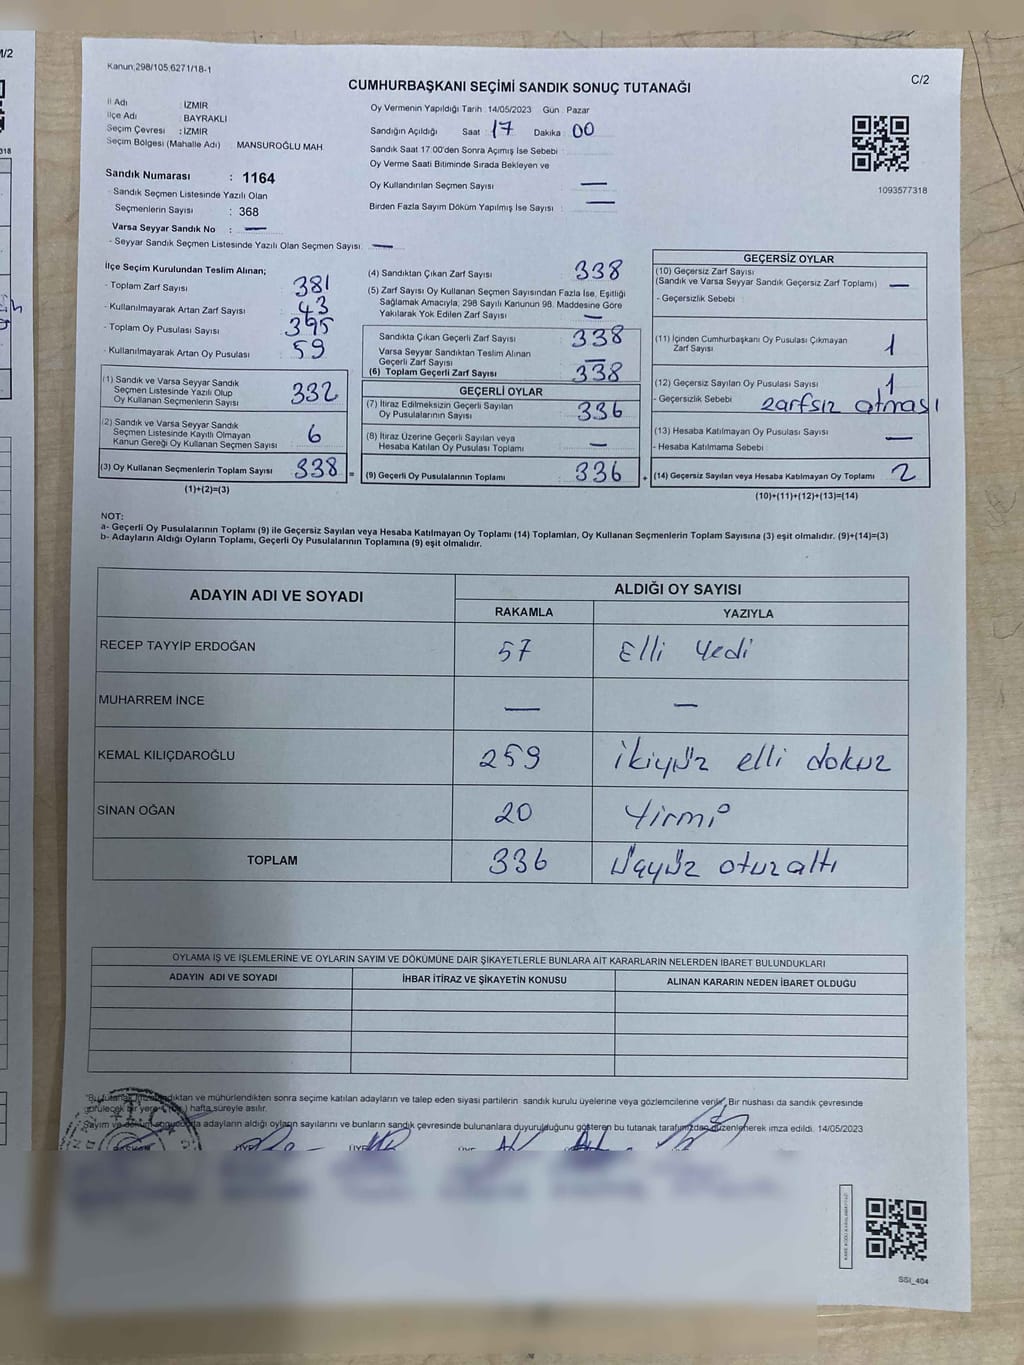 M/2
318
Kanun;298/105,6271/18-1
C/2
CUMHURBAŞKANI SEÇİMİ SANDIK SONUÇ TUTANAĞI
İl Adı : İZMİR
İlçe Adı : BAYRAKLI
Seçim Çevresi : İZMİR
Seçim Bölgesi (Mahalle Adı) : MANSUROĞLU MAH.
Sandık Numarası : 1164
- Sandık Seçmen Listesinde Yazılı Olan
Seçmenlerin Sayısı : 368
Varsa Seyyar Sandık No : —
- Seyyar Sandık Seçmen Listesinde Yazılı Olan Seçmen Sayısı: —
Oy Vermenin Yapıldığı Tarih : 14/05/2023 Gün : Pazar
Sandığın Açıldığı Saat : 17 Dakika : 00
Sandık Saat 17.00'den Sonra Açımış İse Sebebi :
Oy Verme Saati Bitiminde Sırada Bekleyen ve
Oy Kullandırılan Seçmen Sayısı : —
Birden Fazla Sayım Döküm Yapılmış İse Sayısı : —
1093577318
İlçe Seçim Kurulundan Teslim Alınan;
- Toplam Zarf Sayısı : 381
- Kullanılmayarak Artan Zarf Sayısı : 43
- Toplam Oy Pusulası Sayısı : 395
- Kullanılmayarak Artan Oy Pusulası : 59
(1) Sandık ve Varsa Seyyar Sandık
Seçmen Listesinde Yazılı Olup
Oy Kullanan Seçmenlerin Sayısı : 332
(2) Sandık ve Varsa Seyyar Sandık
Seçmen Listesinde Kayıtlı Olmayan
Kanun Gereği Oy Kullanan Seçmen Sayısı : 6
(3) Oy Kullanan Seçmenlerin Toplam Sayısı : 338 =
(1)+(2)=(3)
(4) Sandıktan Çıkan Zarf Sayısı : 338
(5) Zarf Sayısı Oy Kullanan Seçmen Sayısından Fazla İse, Eşitliği
Sağlamak Amacıyla; 298 Sayılı Kanunun 98. Maddesine Göre
Yakılarak Yok Edilen Zarf Sayısı : —
Sandıkta Çıkan Geçerli Zarf Sayısı : 338
Varsa Seyyar Sandıktan Teslim Alınan
Geçerli Zarf Sayısı : —
(6) Toplam Geçerli Zarf Sayısı : 338
GEÇERLİ OYLAR
(7) İtiraz Edilmeksizin Geçerli Sayılan
Oy Pusulalarının Sayısı : 336
(8) İtiraz Üzerine Geçerli Sayılan veya
Hesaba Katılan Oy Pusulası Toplamı : —
(9) Geçerli Oy Pusulalarının Toplamı : 336 +
GEÇERSİZ OYLAR
(10) Geçersiz Zarf Sayısı
(Sandık ve Varsa Seyyar Sandık Geçersiz Zarf Toplamı) : —
- Geçersizlik Sebebi :
(11) İçinden Cumhurbaşkanı Oy Pusulası Çıkmayan
Zarf Sayısı : 1
(12) Geçersiz Sayılan Oy Pusulası Sayısı : 1
- Geçersizlik Sebebi : zarfsız atması
(13) Hesaba Katılmayan Oy Pusulası Sayısı : —
- Hesaba Katılmama Sebebi :
(14) Geçersiz Sayılan veya Hesaba Katılmayan Oy Toplamı : 2
(10)+(11)+(12)+(13)=(14)
NOT:
a- Geçerli Oy Pusulalarının Toplamı (9) ile Geçersiz Sayılan veya Hesaba Katılmayan Oy Toplamı (14) Toplamları, Oy Kullanan Seçmenlerin Toplam Sayısına (3) eşit olmalıdır. (9)+(14)=(3)
b- Adayların Aldığı Oyların Toplamı, Geçerli Oy Pusulalarının Toplamına (9) eşit olmalıdır.
ADAYIN ADI VE SOYADI
ALDIĞI OY SAYISI
RAKAMLA YAZIYLA
RECEP TAYYİP ERDOĞAN 57 Elli Yedi
MUHARREM İNCE — —
KEMAL KILIÇDAROĞLU 259 ikiyüz elli dokuz
SİNAN OĞAN 20 Yirmi
TOPLAM 336 üçyüz otuz altı
OYLAMA İŞ VE İŞLEMLERİNE VE OYLARIN SAYIM VE DÖKÜMÜNE DAİR ŞİKAYETLERLE BUNLARA AİT KARARLARIN NELERDEN İBARET BULUNDUKLARI
ADAYIN ADI VE SOYADI İHBAR İTİRAZ VE ŞİKAYETİN KONUSU ALINAN KARARIN NEDEN İBARET OLDUĞU
"Bu tutanak imzalandıktan ve mühürlendikten sonra seçime katılan adayların ve talep eden siyasi partilerin sandık kurulu üyelerine veya gözlemcilerine verilir. Bir nüshası da sandık çevresinde
görülecek bir yere 1 (bir) hafta süreyle asılır.
Sayım ve döküm sonucunda adayların aldığı oyların sayılarını ve bunların sandık çevresinde bulunanlara duyurulduğunu gösteren bu tutanak tarafımızdan düzenlenerek imza edildi. 14/05/2023
BAŞKAN ÜYE ÜYE ÜYE
SSİ_404